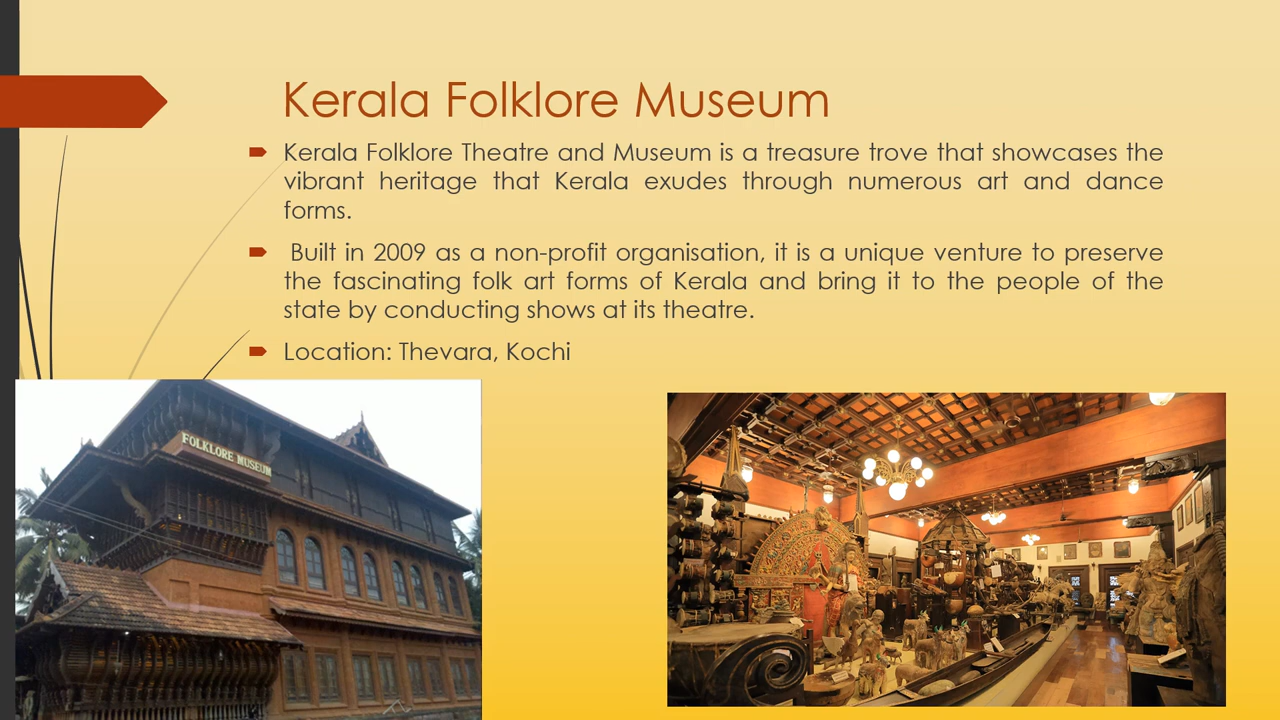 Kerala Folklore Museum
Kerala Folklore Theatre and Museum is a treasure trove that showcases the
vibrant heritage that Kerala exudes through numerous art and dance
forms.
Built in 2009 as a non-profit organisation, it is a unique venture to preserve
the fascinating folk art forms of Kerala and bring it to the people of the
state by conducting shows at its theatre.
Location: Thevara, Kochi
FOLKLORE MUSEUM